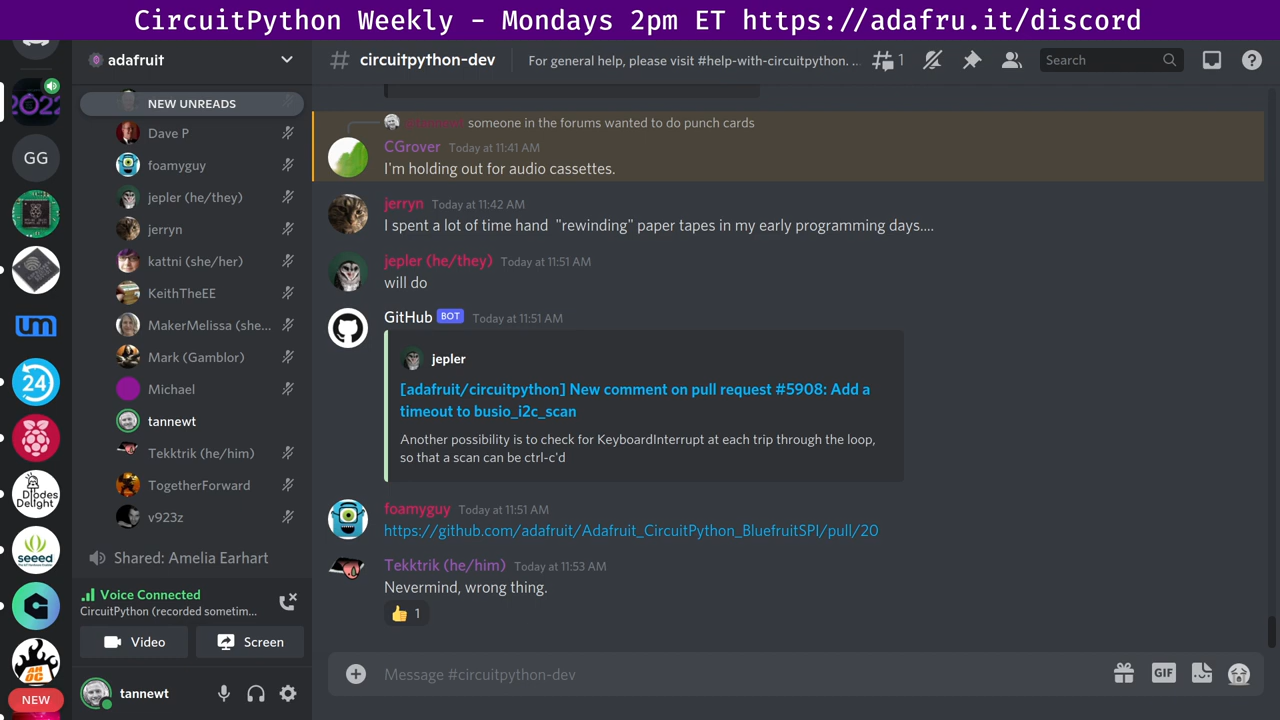 CircuitPython Weekly - Mondays 2pm ET https://adafru.it/discord
adafruit
circuitpython-dev
For general help, please visit #help-with-circuitpython. ...
1
Search
2022
GG
um
24
Diodes
Delight
seeed
AHOC
NEW
NEW UNREADS
Dave P
foamyguy
jepler (he/they)
jerryn
kattni (she/her)
KeithTheEE
MakerMelissa (she...
Mark (Gamblor)
Michael
tannewt
Tekktrik (he/him)
TogetherForward
v923z
Shared: Amelia Earhart
Voice Connected
CircuitPython (recorded sometim...
Video
Screen
tannewt
someone in the forums wanted to do punch cards
CGrover Today at 11:41 AM
I'm holding out for audio cassettes.
jerryn Today at 11:42 AM
I spent a lot of time hand "rewinding" paper tapes in my early programming days....
jepler (he/they) Today at 11:51 AM
will do
GitHub BOT Today at 11:51 AM
jepler
[adafruit/circuitpython] New comment on pull request #5908: Add a
timeout to busio_i2c_scan
Another possibility is to check for KeyboardInterrupt at each trip through the loop,
so that a scan can be ctrl-c'd
foamyguy Today at 11:51 AM
https://github.com/adafruit/Adafruit_CircuitPython_BluefruitSPI/pull/20
Tekktrik (he/him) Today at 11:53 AM
Nevermind, wrong thing.
1
Message #circuitpython-dev
GIF